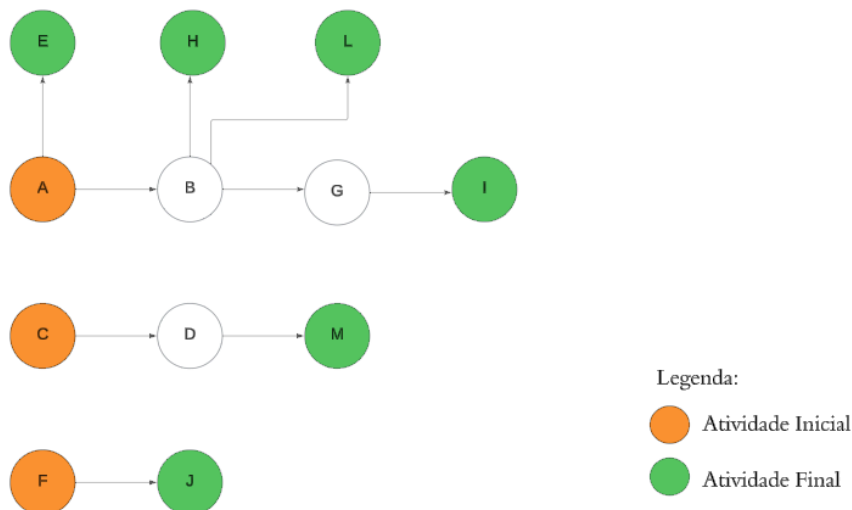 E
H
L
A
B
G
I
C
D
M
F
J
Legenda:
Atividade Inicial
Atividade Final